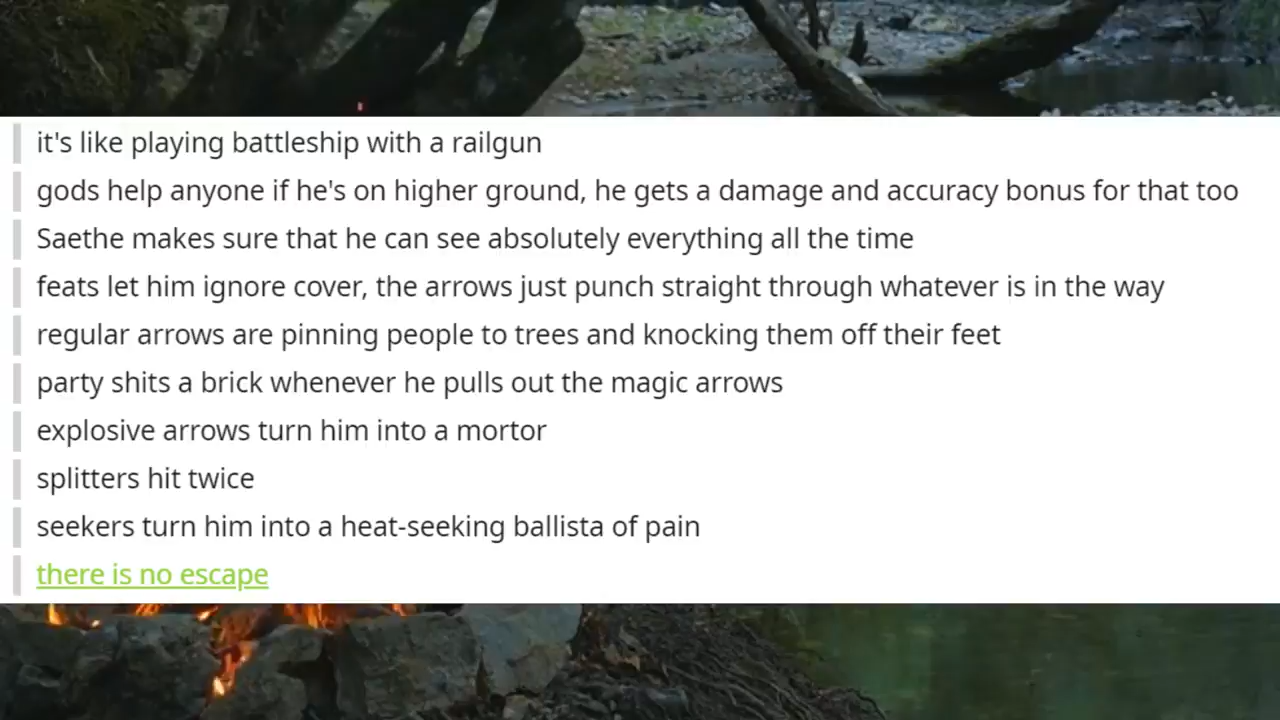 it's like playing battleship with a railgun
gods help anyone if he's on higher ground, he gets a damage and accuracy bonus for that too
Saethe makes sure that he can see absolutely everything all the time
feats let him ignore cover, the arrows just punch straight through whatever is in the way
regular arrows are pinning people to trees and knocking them off their feet
party shits a brick whenever he pulls out the magic arrows
explosive arrows turn him into a mortor
splitters hit twice
seekers turn him into a heat-seeking ballista of pain
there is no escape